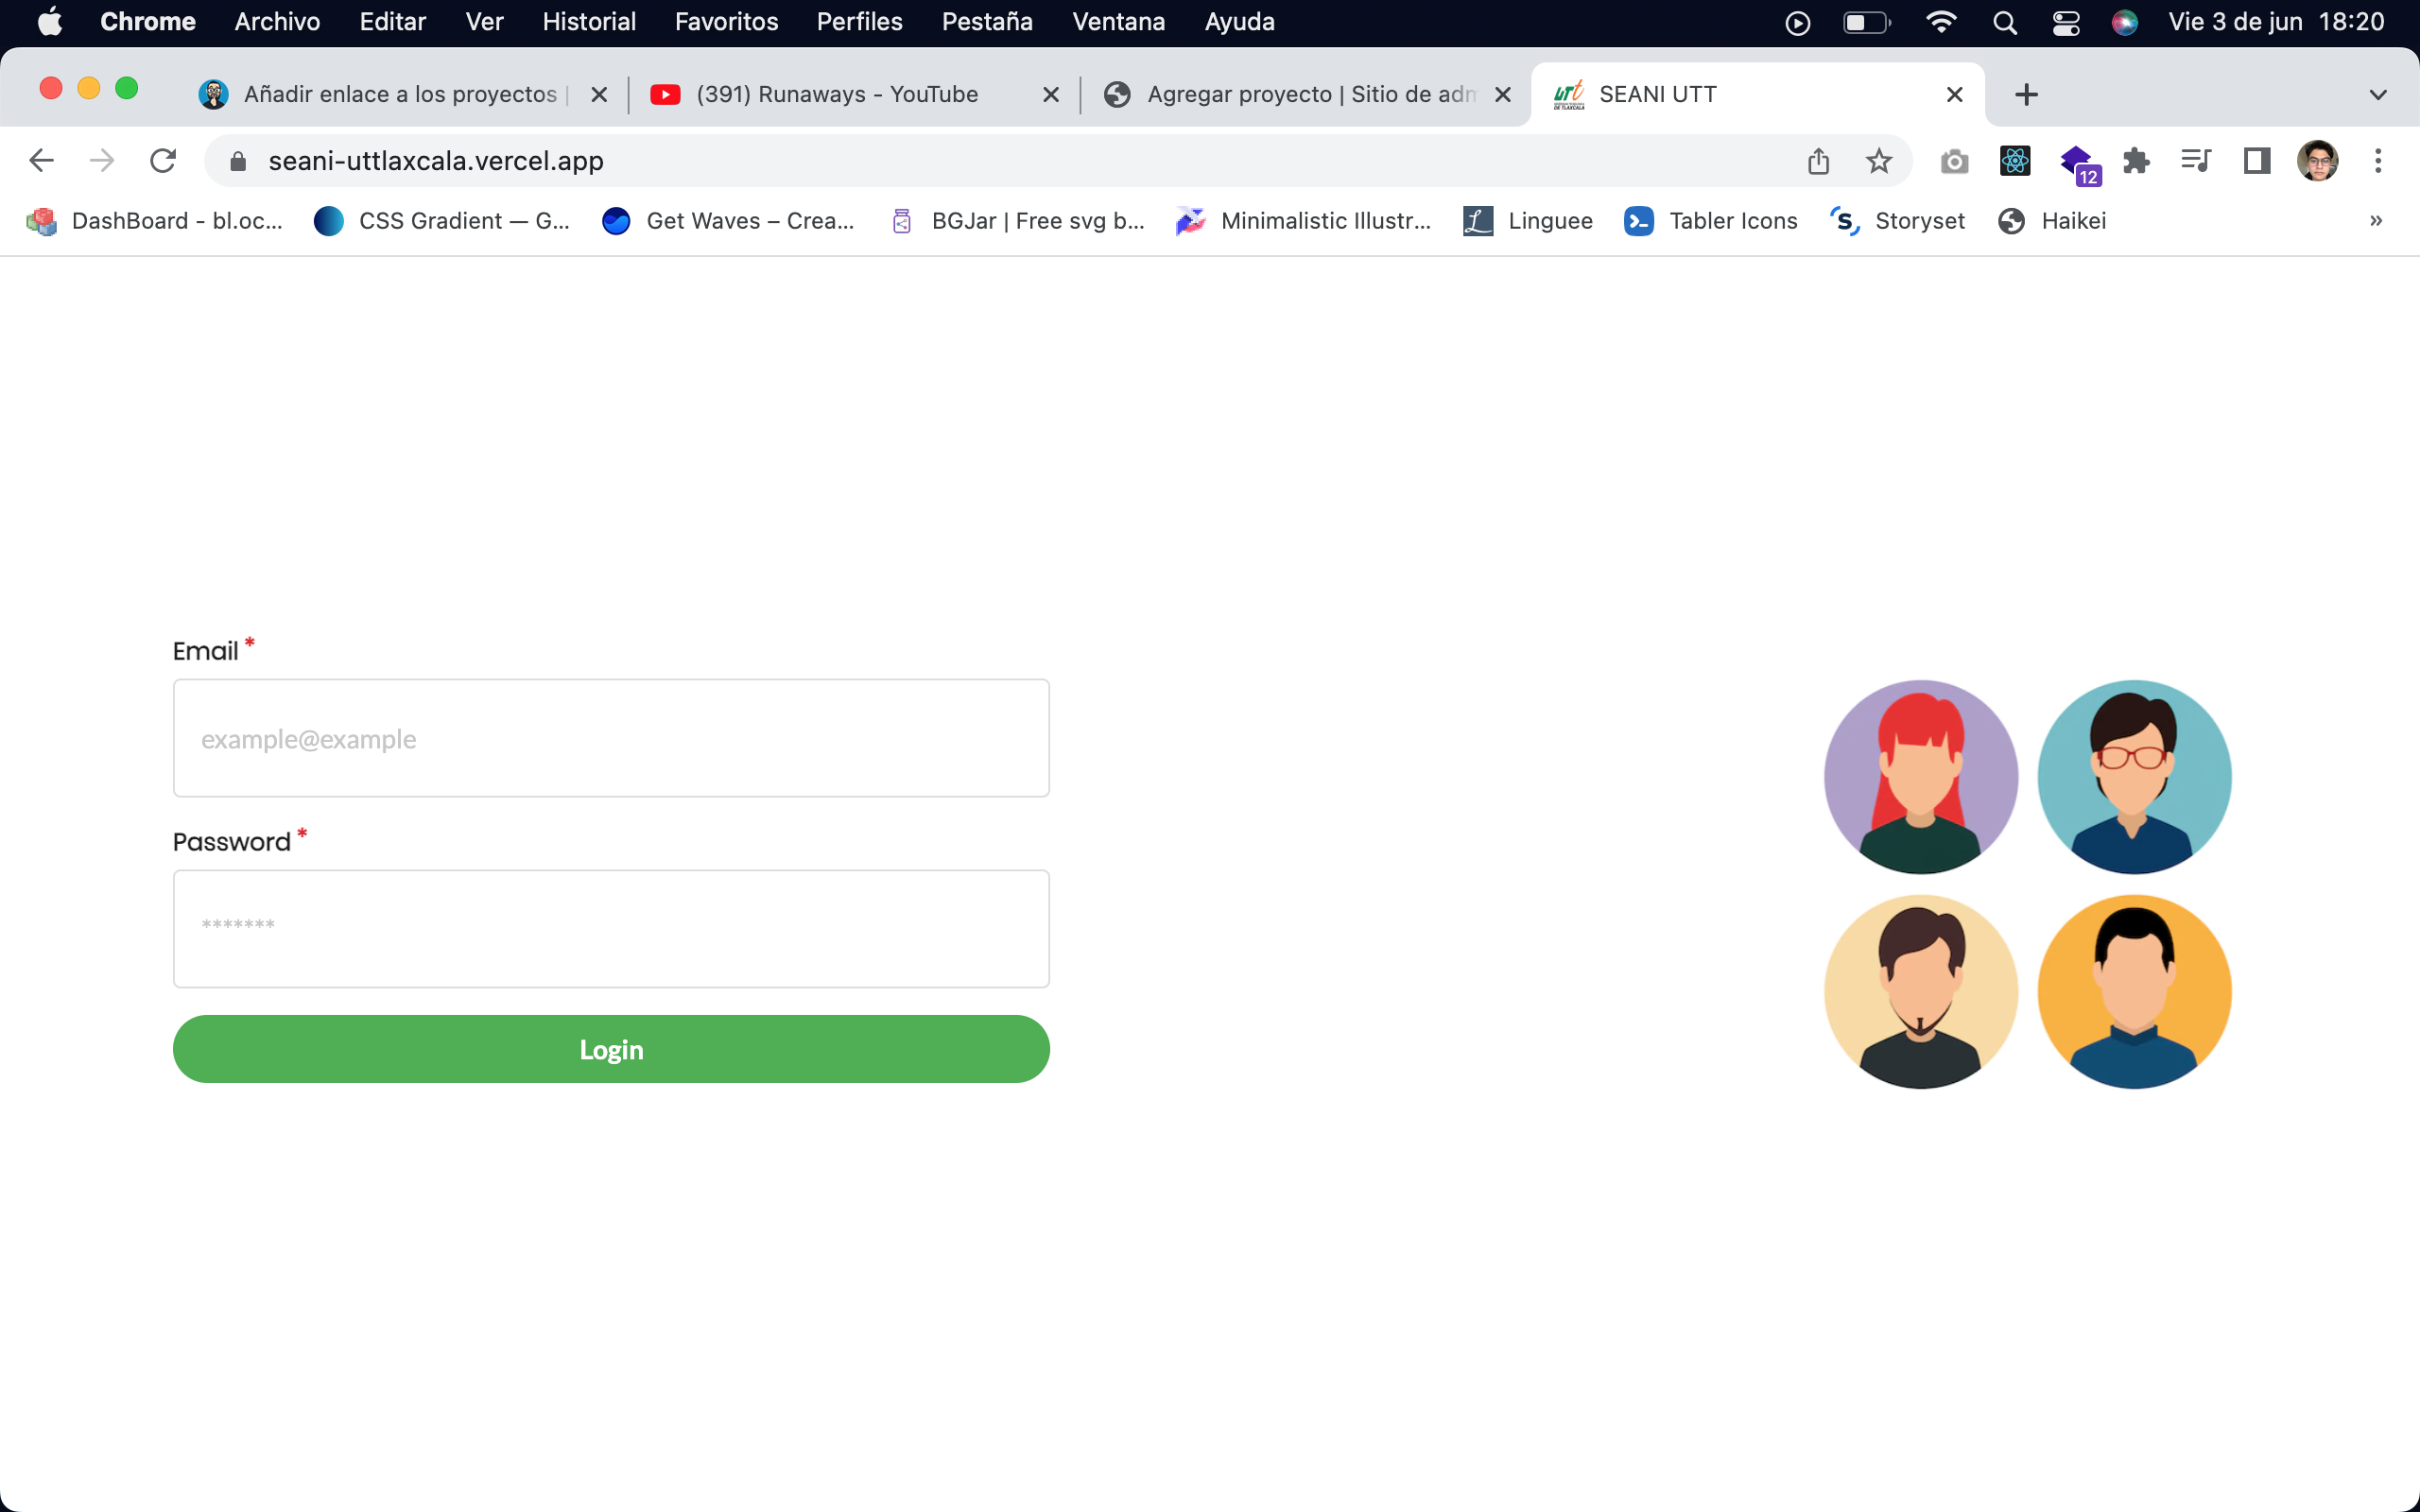 Chrome Archivo Editar Ver Historial Favoritos Perfiles Pestaña Ventana Ayuda Vie 3 de jun 18:20
Añadir enlace a los proyectos | (391) Runaways - YouTube Agregar proyecto | Sitio de adm SEANI UTT
seani-uttlaxcala.vercel.app 12
DashBoard - bl.oc... CSS Gradient — G... Get Waves – Crea... BGJar | Free svg b... Minimalistic Illustr... Linguee Tabler Icons Storyset Haikei »
Email *
example@example
Password *
*******
Login